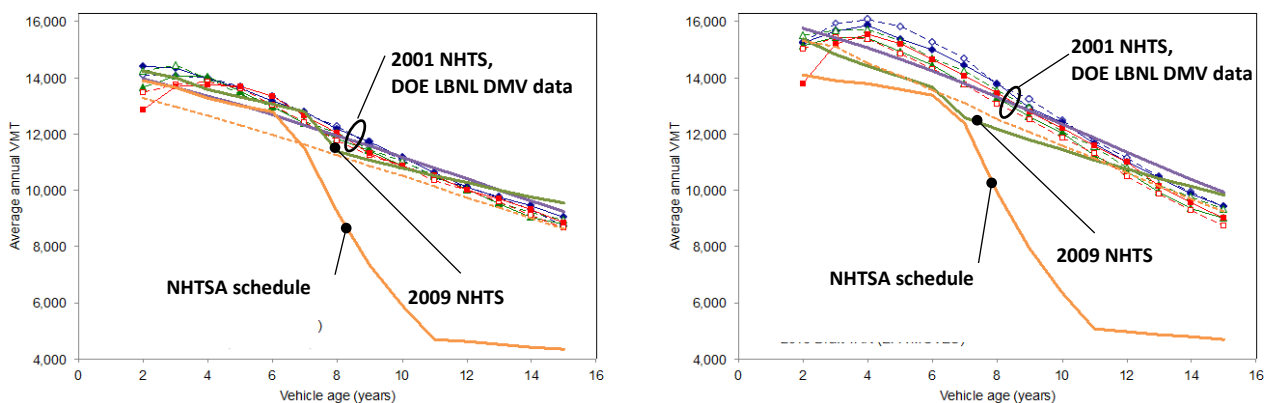 16,000
14,000
12,000
10,000
8,000
6,000
4,000
Average annual VMT
2001 NHTS,
DOE LBNL DMV data
NHTSA schedule
2009 NHTS
)
0 2 4 6 8 10 12 14 16
Vehicle age (years)
16,000
14,000
12,000
10,000
8,000
6,000
4,000
Average annual VMT
2001 NHTS,
DOE LBNL DMV data
2009 NHTS
NHTSA schedule
0 2 4 6 8 10 12 14 16
Vehicle age (years)